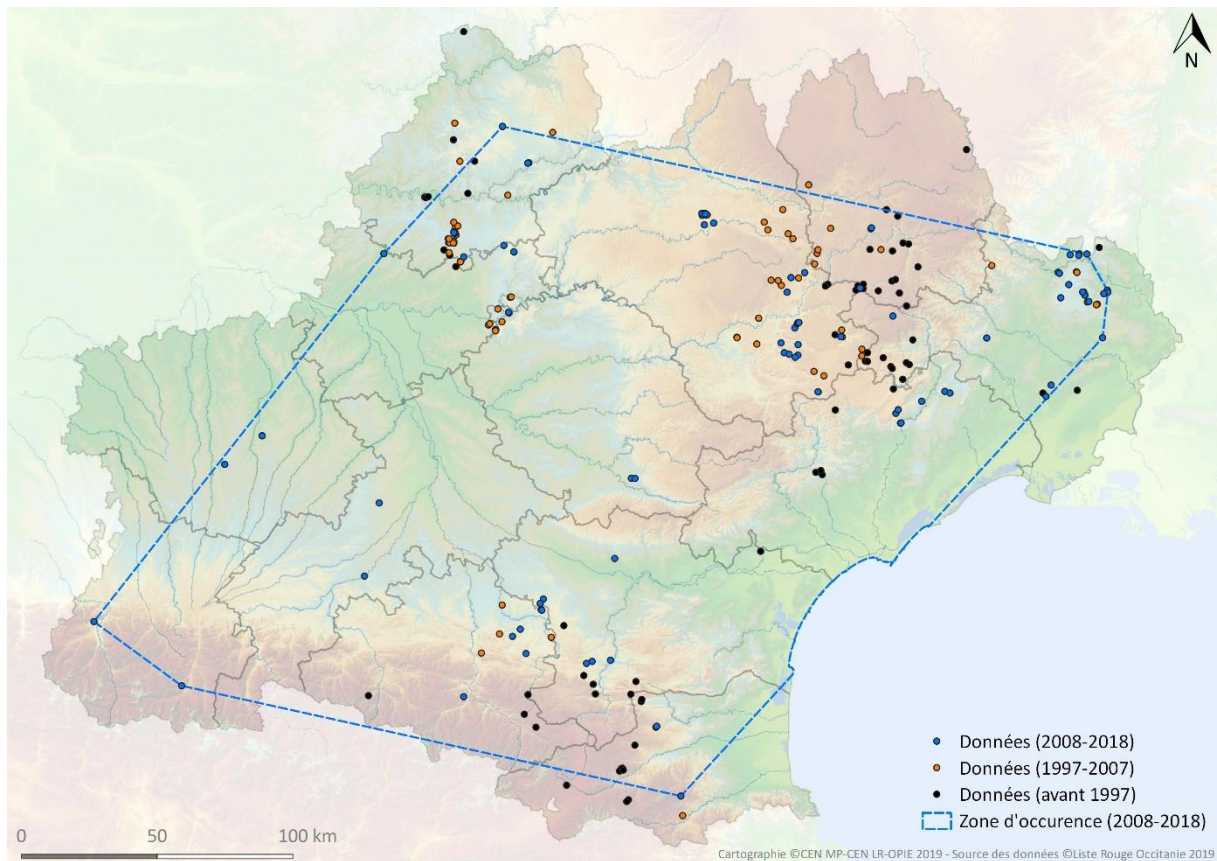 N
Données (2008-2018)
Données (1997-2007)
Données (avant 1997)
Zone d'occurence (2008-2018)
0 50 100 km
Cartographie ©CEN MP-CEN LR-OPIE 2019 - Source des données ©Liste Rouge Occitanie 2019